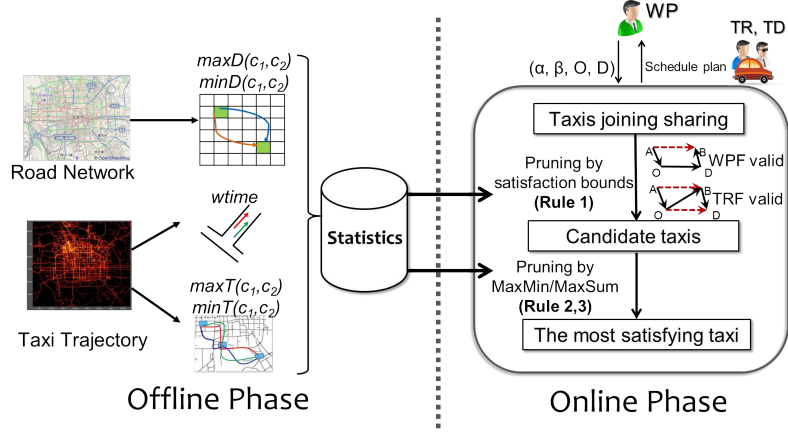 maxD(c1,c2)
minD(c1,c2)
© OpenStreetMap
Road Network
wtime
Taxi Trajectory
maxT(c1,c2)
minT(c1,c2)
Statistics
Offline Phase
WP
TR, TD
(α, β, O, D)
Schedule plan
Taxis joining sharing
Pruning by
satisfaction bounds
(Rule 1)
A
B
O
D
WPF valid
A
B
O
D
TRF valid
Candidate taxis
Pruning by
MaxMin/MaxSum
(Rule 2,3)
The most satisfying taxi
Online Phase